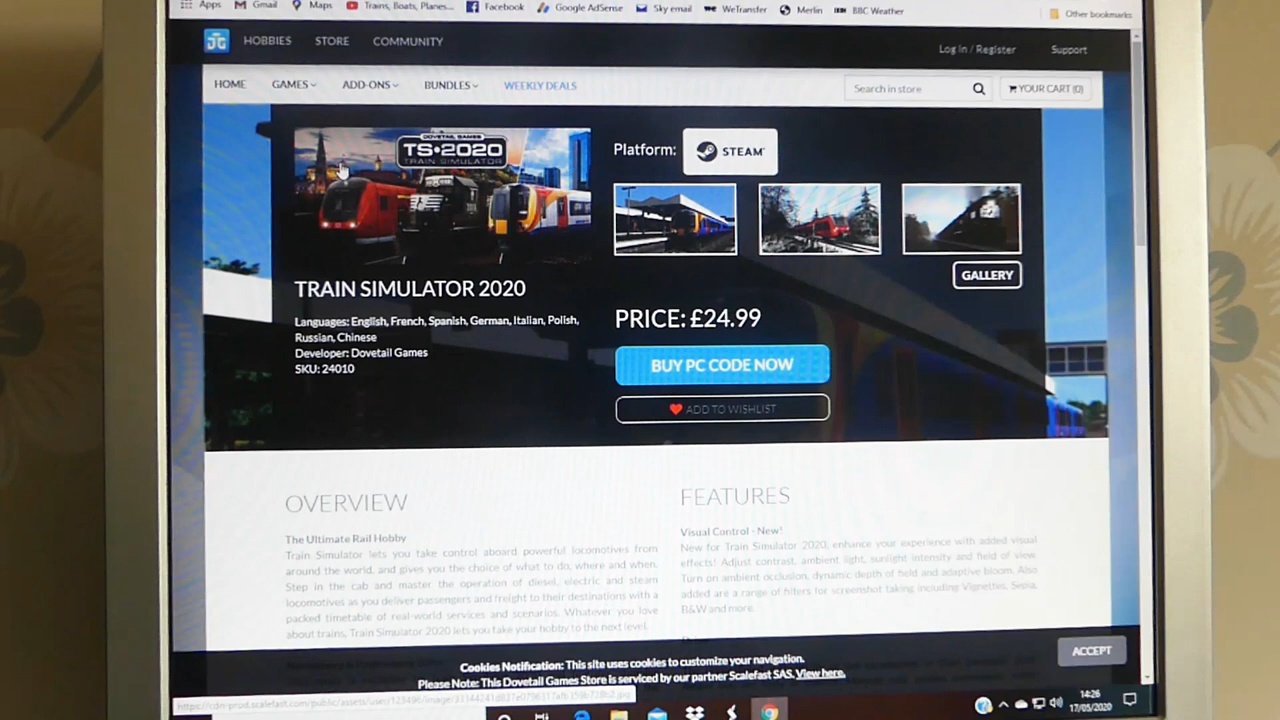 Apps Gmail Maps Trains, Boats, Planes... Facebook Google AdSense Sky email WeTransfer Merlin BBC Weather Other bookmarks
HOBBIES STORE COMMUNITY Log In / Register Support
HOME GAMES ADD-ONS BUNDLES WEEKLY DEALS Search in store YOUR CART (0)
DOVETAIL GAMES
TS•2020
TRAIN SIMULATOR
Platform: STEAM
GALLERY
TRAIN SIMULATOR 2020
Languages: English, French, Spanish, German, Italian, Polish,
Russian, Chinese
Developer: Dovetail Games
SKU: 24010
PRICE: £24.99
BUY PC CODE NOW
ADD TO WISHLIST
OVERVIEW
The Ultimate Rail Hobby
Train Simulator lets you take control aboard powerful locomotives from
around the world, and gives you the choice of what to do, where and when.
Step in the cab and master the operation of diesel, electric and steam
locomotives as you deliver passengers and freight to their destinations with a
packed timetable of real-world services and scenarios. Whatever you love
about trains, Train Simulator 2020 lets you take your hobby to the next level.
FEATURES
Visual Control - New!
New for Train Simulator 2020, enhance your experience with added visual
effects! Adjust contrast, ambient light, sunlight intensity and field of view.
Turn on ambient occlusion, dynamic depth of field and adaptive bloom. Also
added are a range of filters for screenshot taking including Vignettes, Sepia,
B&W and more.
Cookies Notification: This site uses cookies to customize your navigation.
Please Note: This Dovetail Games Store is serviced by our partner Scalefast SAS. View here.
ACCEPT
14:26
17/05/2020